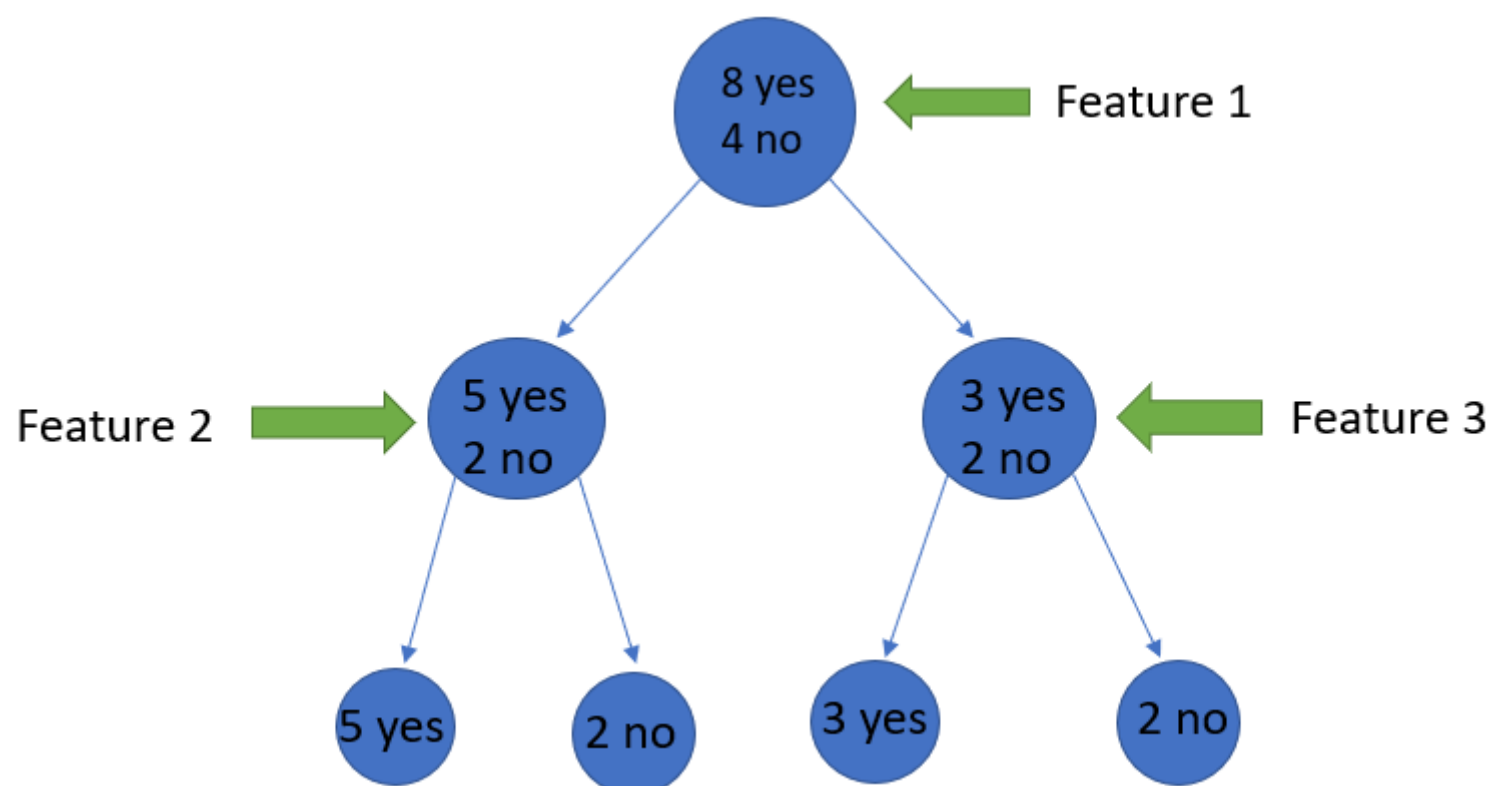 8 yes
4 no
Feature 1
Feature 2
5 yes
2 no
3 yes
2 no
Feature 3
5 yes
2 no
3 yes
2 no